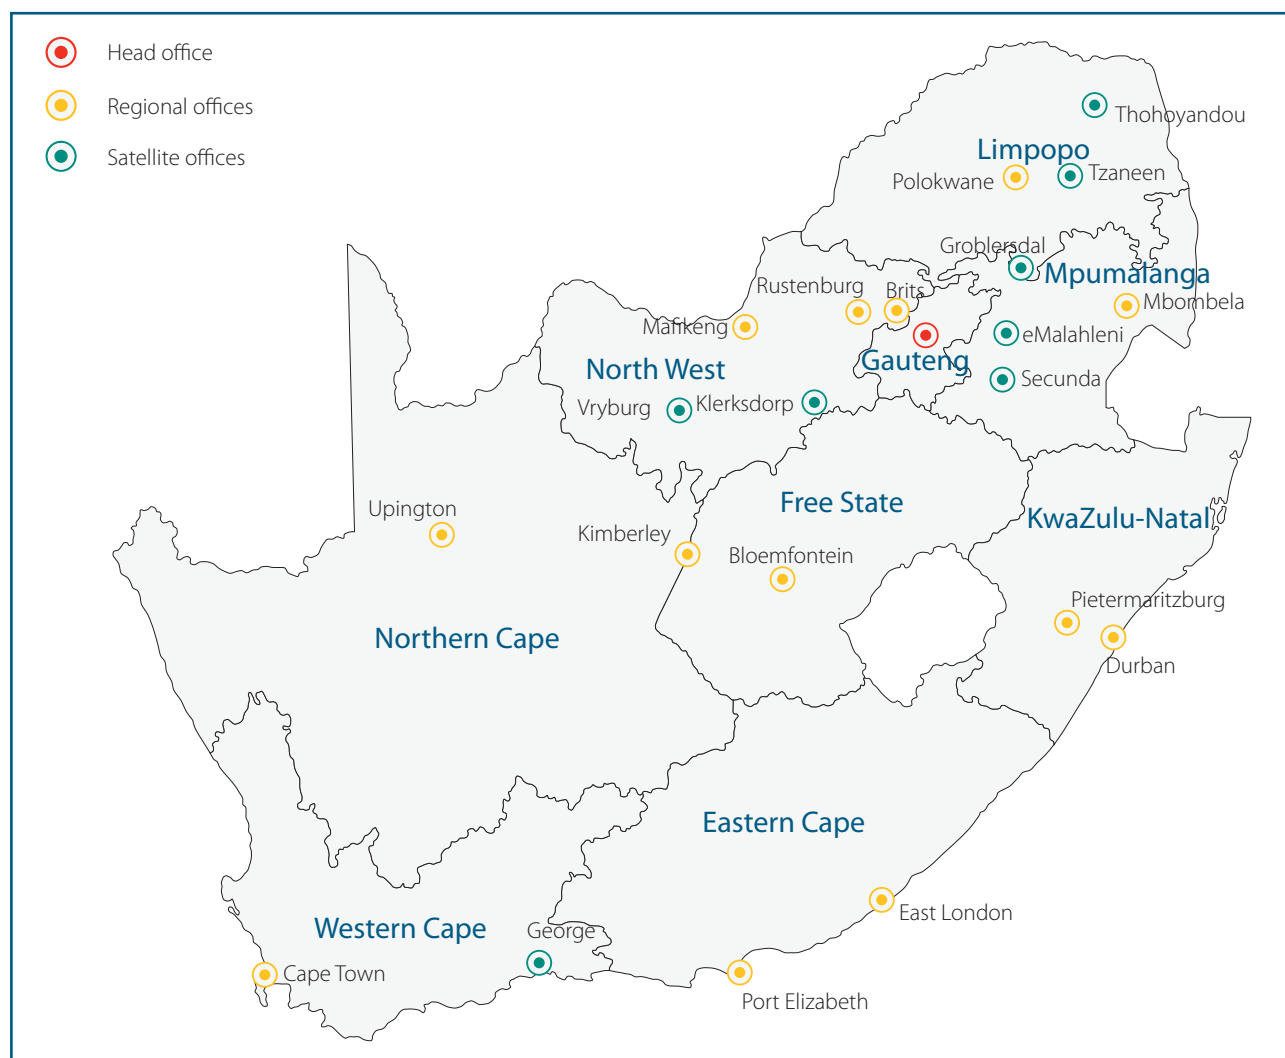 Head office
Regional offices
Satellite offices
Thohoyandou
Limpopo
Polokwane
Tzaneen
Groblersdal
Mpumalanga
Rustenburg
Brits
Mbombela
Mafikeng
eMalahleni
Gauteng
North West
Secunda
Vryburg
Klerksdorp
Free State
Upington
KwaZulu-Natal
Kimberley
Bloemfontein
Pietermaritzburg
Northern Cape
Durban
Eastern Cape
East London
Western Cape
George
Cape Town
Port Elizabeth